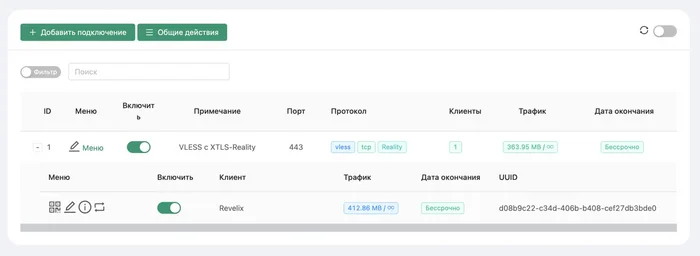 + Добавить подключение
Общие действия
Фильтр
Поиск
ID Меню Включит
ь Примечание Порт Протокол Клиенты Трафик Дата окончания
- 1 Меню VLESS с XTLS-Reality 443 vless tcp Reality 1 363.95 MB / ∞ Бессрочно
Меню Включить Клиент Трафик Дата окончания UUID
Revelix 412.86 MB / ∞ Бессрочно d08b9c22-c34d-406b-b408-cef27db3bde0